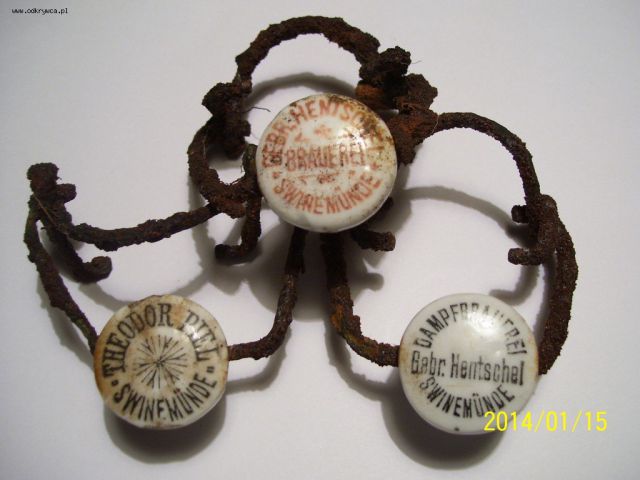 www.odkrywca.pl
GEBR. HENTSCHEL
BRAUEREI
SWINEMÜNDE
THEODOR PIEL
SWINEMÜNDE
DAMPFBRAUEREI
Gebr. Hentschel
SWINEMÜNDE
2014/01/15